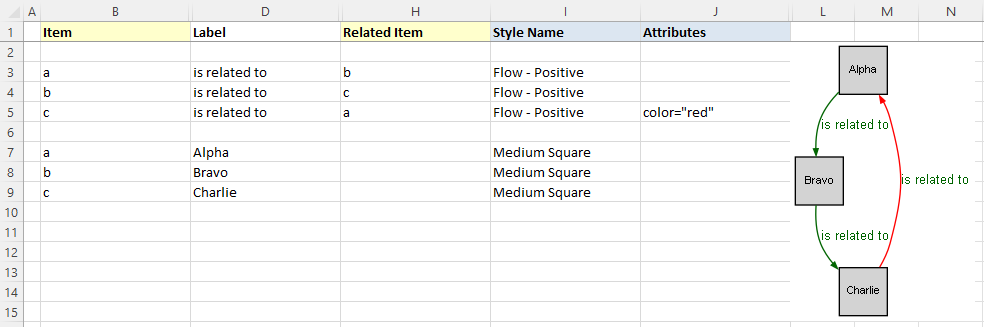 A B D H I J L M N
1 Item Label Related Item Style Name Attributes
2
3 a is related to b Flow - Positive
4 b is related to c Flow - Positive
5 c is related to a Flow - Positive color="red"
6
7 a Alpha Medium Square
8 b Bravo Medium Square
9 c Charlie Medium Square
10
11
12
13
14
15
Alpha
is related to
Bravo
is related to
is related to
Charlie